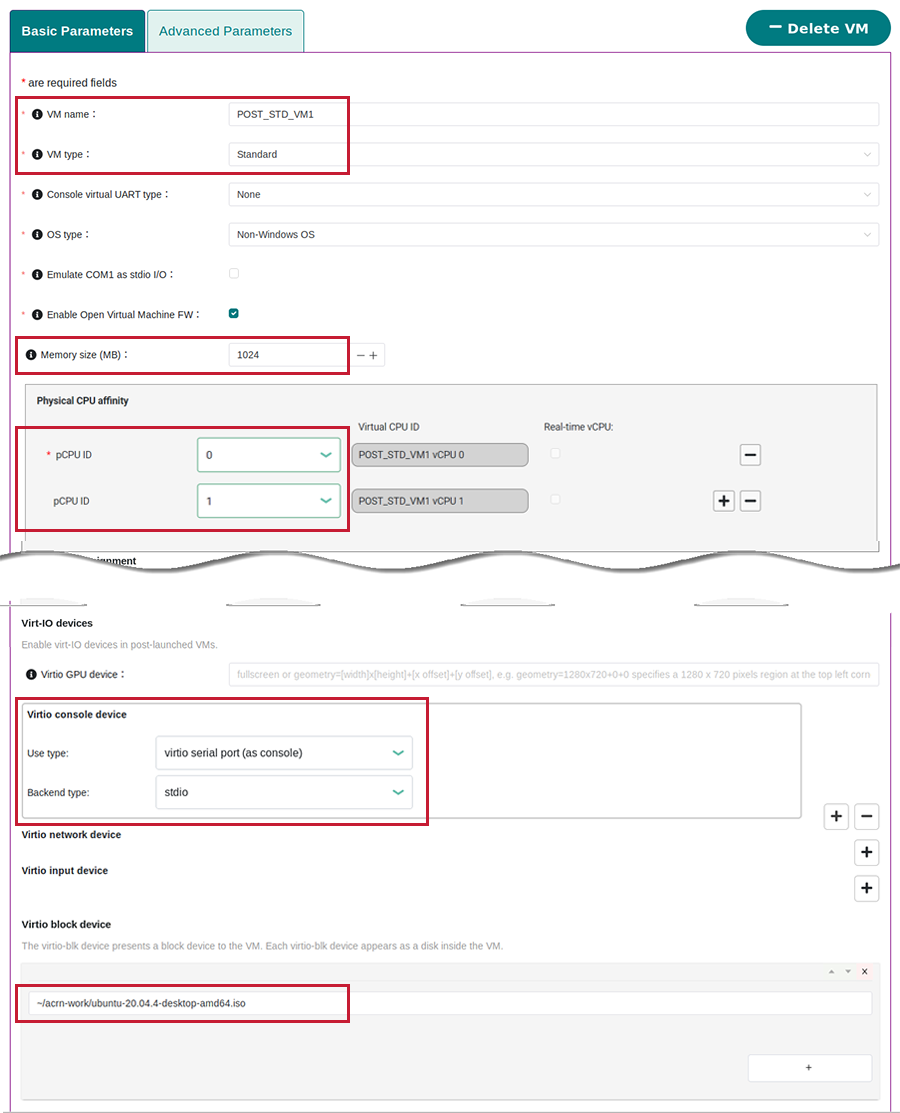 Basic Parameters
Advanced Parameters
Delete VM
* are required fields
* VM name :
POST_STD_VM1
* VM type :
Standard
* Console virtual UART type :
None
* OS type :
Non-Windows OS
* Emulate COM1 as stdio I/O :
* Enable Open Virtual Machine FW :
Memory size (MB) :
1024
Physical CPU affinity
Virtual CPU ID
Real-time vCPU:
* pCPU ID
0
POST_STD_VM1 vCPU 0
pCPU ID
1
POST_STD_VM1 vCPU 1
Virt-IO devices
Enable virt-IO devices in post-launched VMs.
Virtio GPU device :
fullscreen or geometry=[width]x[height]+[x offset]+[y offset], e.g. geometry=1280x720+0+0 specifies a 1280 x 720 pixels region at the top left corn
Virtio console device
Use type:
virtio serial port (as console)
Backend type:
stdio
Virtio network device
Virtio input device
Virtio block device
The virtio-blk device presents a block device to the VM. Each virtio-blk device appears as a disk inside the VM.
x
~/acrn-work/ubuntu-20.04.4-desktop-amd64.iso
+